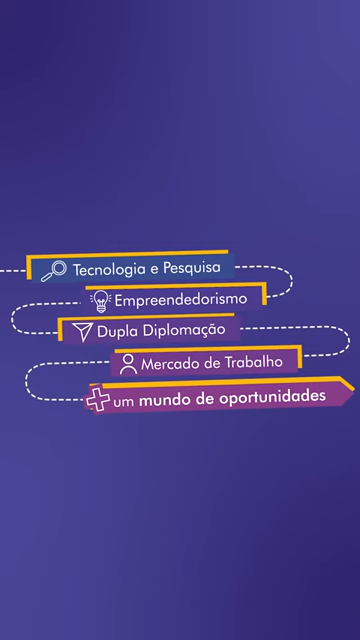 Tecnologia e Pesquisa
Empreendedorismo
Dupla Diplomação
Mercado de Trabalho
um mundo de oportunidades